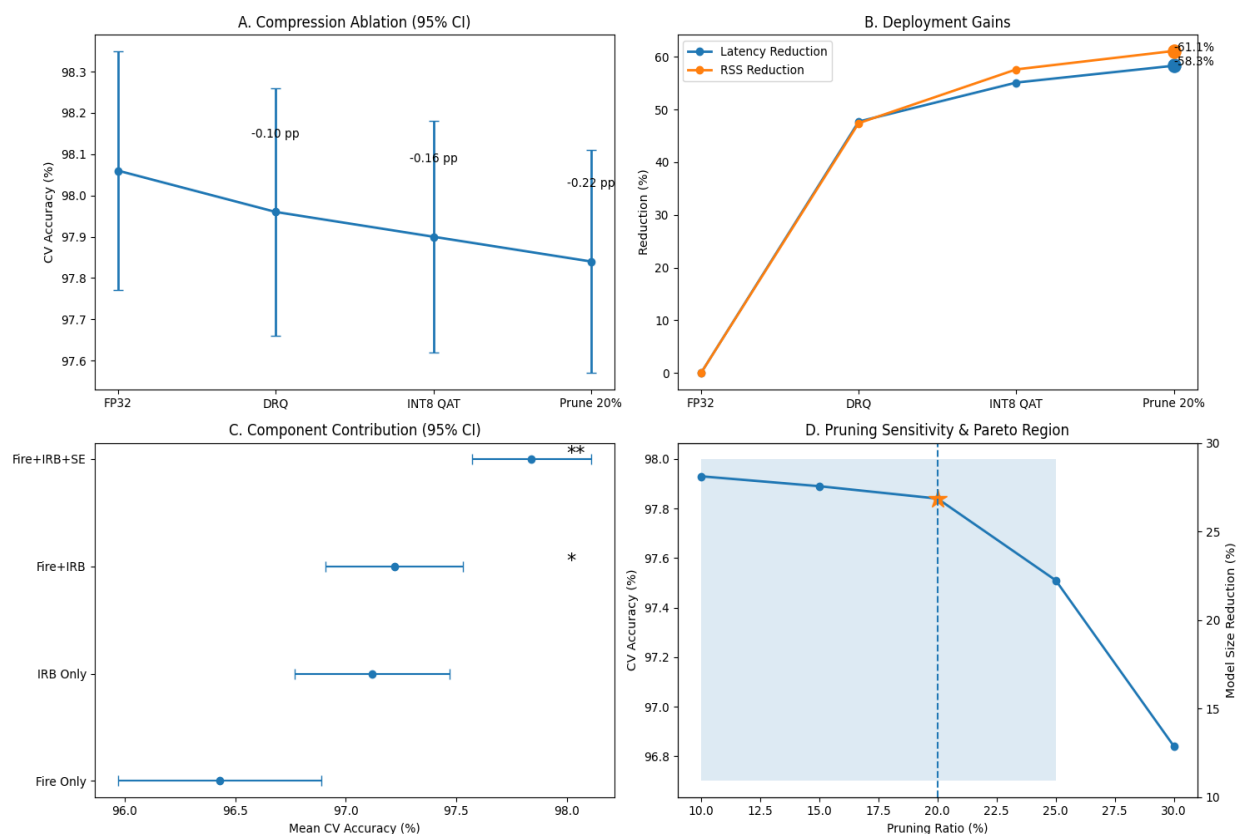 A. Compression Ablation (95% CI)
CV Accuracy (%)
98.3
98.2
98.1
98.0
97.9
97.8
97.7
97.6
-0.10 pp
-0.16 pp
-0.22 pp
FP32 DRQ INT8 QAT Prune 20%
B. Deployment Gains
Latency Reduction
RSS Reduction
Reduction (%)
60
50
40
30
20
10
0
-61.1%
-58.3%
FP32 DRQ INT8 QAT Prune 20%
C. Component Contribution (95% CI)
Fire+IRB+SE
**
Fire+IRB
*
IRB Only
Fire Only
96.0 96.5 97.0 97.5 98.0
Mean CV Accuracy (%)
D. Pruning Sensitivity & Pareto Region
CV Accuracy (%)
98.0
97.8
97.6
97.4
97.2
97.0
96.8
Model Size Reduction (%)
30
25
20
15
10
10.0 12.5 15.0 17.5 20.0 22.5 25.0 27.5 30.0
Pruning Ratio (%)